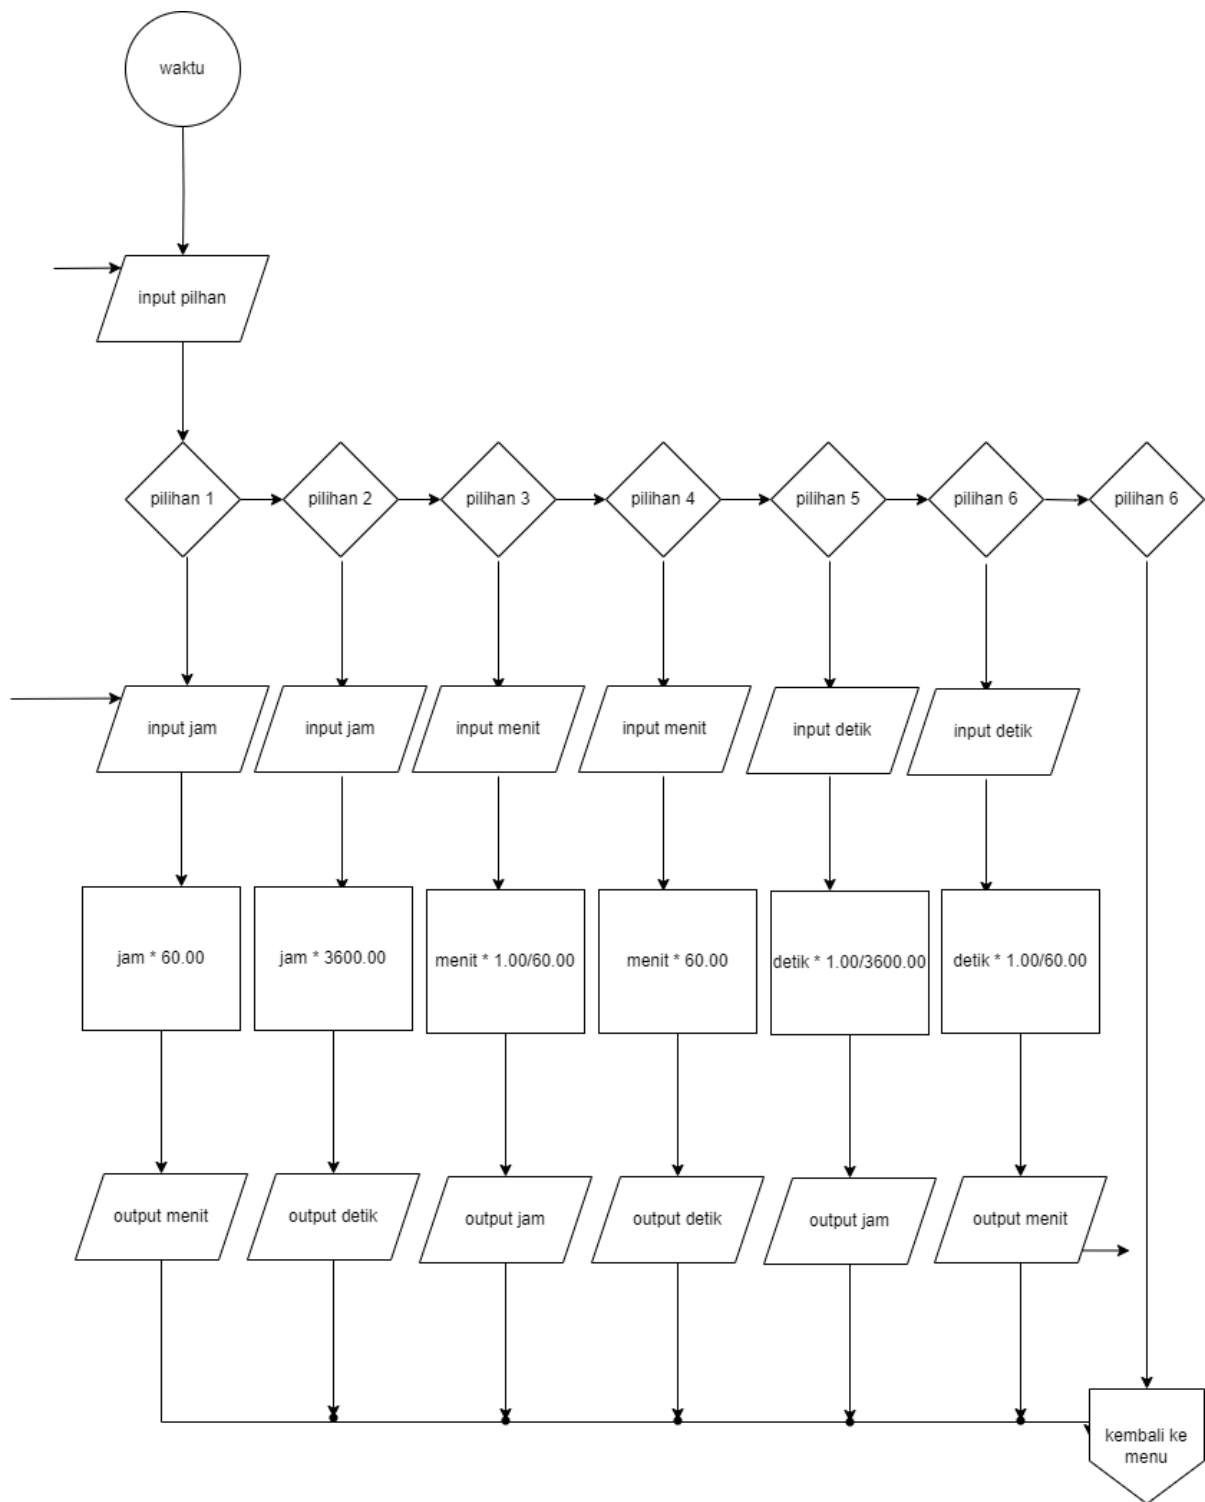 waktu
input pilhan
pilihan 1
pilihan 2
pilihan 3
pilihan 4
pilihan 5
pilihan 6
pilihan 6
input jam
input jam
input menit
input menit
input detik
input detik
jam * 60.00
jam * 3600.00
menit * 1.00/60.00
menit * 60.00
detik * 1.00/3600.00
detik * 1.00/60.00
output menit
output detik
output jam
output detik
output jam
output menit
kembali ke
menu